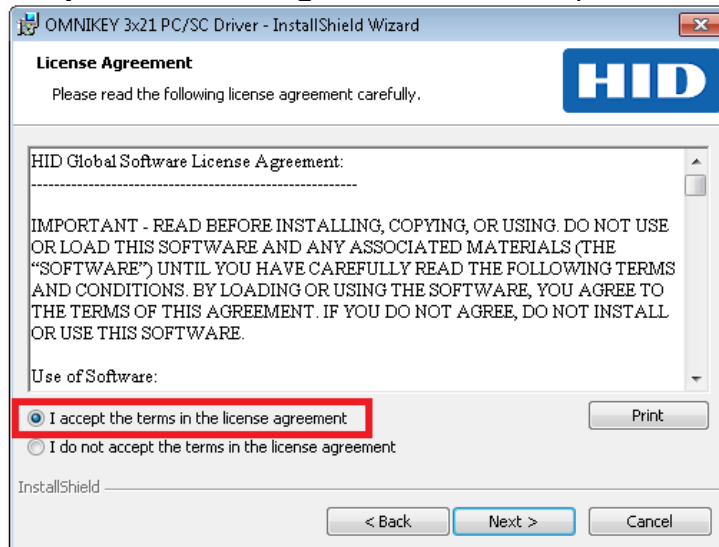 OMNIKEY 3x21 PC/SC Driver - InstallShield Wizard
License Agreement
Please read the following license agreement carefully.
HID
HID Global Software License Agreement:
---------------------------------------------------------
IMPORTANT - READ BEFORE INSTALLING, COPYING, OR USING. DO NOT USE
OR LOAD THIS SOFTWARE AND ANY ASSOCIATED MATERIALS (THE
“SOFTWARE”) UNTIL YOU HAVE CAREFULLY READ THE FOLLOWING TERMS
AND CONDITIONS. BY LOADING OR USING THE SOFTWARE, YOU AGREE TO
THE TERMS OF THIS AGREEMENT. IF YOU DO NOT AGREE, DO NOT INSTALL
OR USE THIS SOFTWARE.
Use of Software:
I accept the terms in the license agreement
Print
I do not accept the terms in the license agreement
InstallShield
< Back
Next >
Cancel